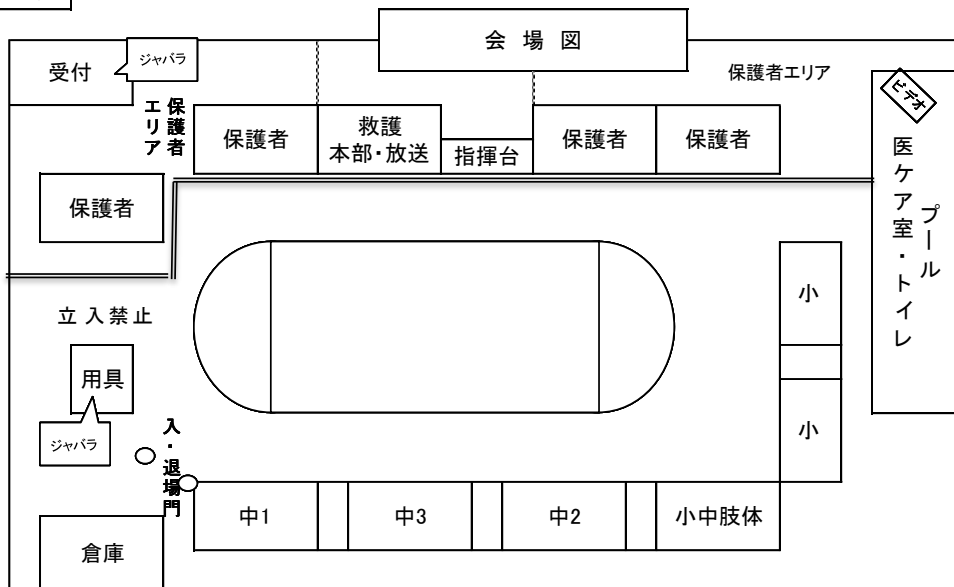 会場図
受付
ジャバラ
保護者エリア
保護者
エリア
保護者
救護
本部・放送
指揮台
保護者
保護者
ビデオ
医ケア室・トイレ
プール
保護者
小
立入禁止
用具
ジャバラ
小
入・退場門
中1
中3
中2
小中肢体
倉庫